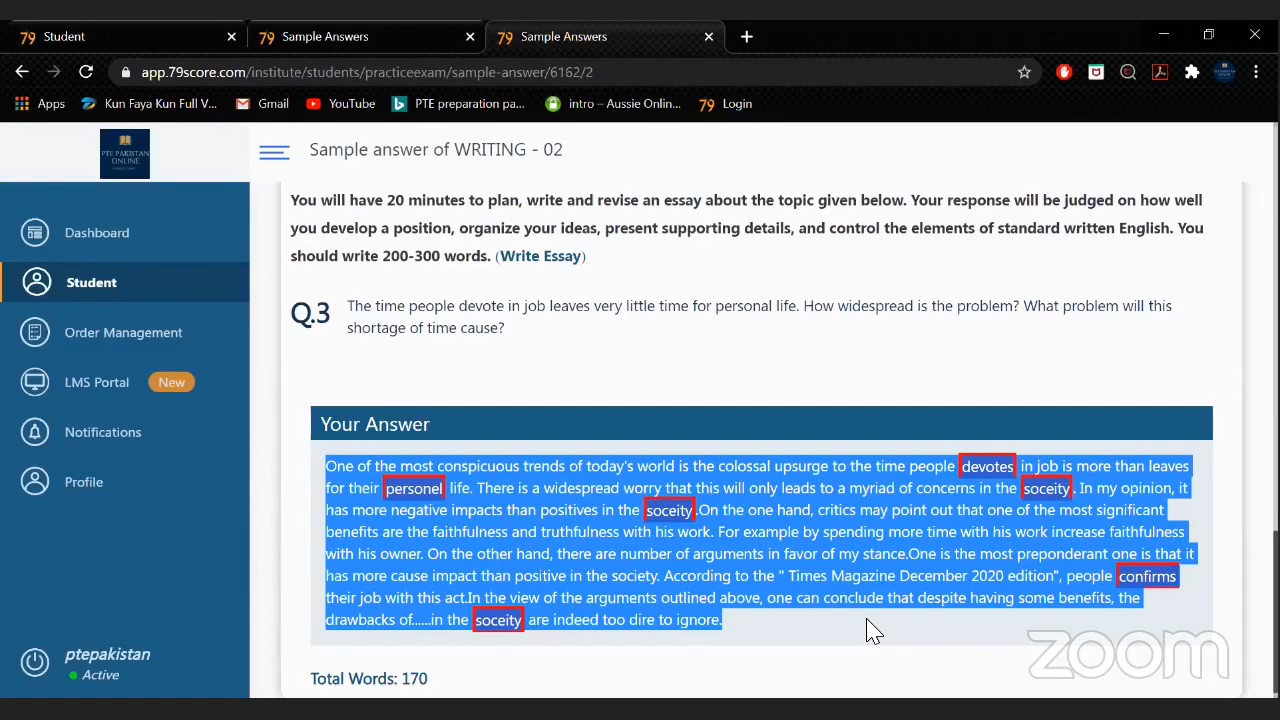 79 Student
79 Sample Answers
79 Sample Answers
app.79score.com/institute/students/practiceexam/sample-answer/6162/2
Apps
Kun Faya Kun Full V...
Gmail
YouTube
PTE preparation pa...
intro – Aussie Onlin...
79 Login
PTE PAKISTAN
ONLINE
Sample answer of WRITING - 02
Dashboard
Student
Order Management
LMS Portal New
Notifications
Profile
ptepakistan
Active
You will have 20 minutes to plan, write and revise an essay about the topic given below. Your response will be judged on how well
you develop a position, organize your ideas, present supporting details, and control the elements of standard written English. You
should write 200-300 words. (Write Essay)
Q.3 The time people devote in job leaves very little time for personal life. How widespread is the problem? What problem will this
shortage of time cause?
Your Answer
One of the most conspicuous trends of today's world is the colossal upsurge to the time people devotes in job is more than leaves
for their personel life. There is a widespread worry that this will only leads to a myriad of concerns in the soceity. In my opinion, it
has more negative impacts than positives in the soceity.On the one hand, critics may point out that one of the most significant
benefits are the faithfulness and truthfulness with his work. For example by spending more time with his work increase faithfulness
with his owner. On the other hand, there are number of arguments in favor of my stance.One is the most preponderant one is that it
has more cause impact than positive in the society. According to the " Times Magazine December 2020 edition", people confirms
their job with this act.In the view of the arguments outlined above, one can conclude that despite having some benefits, the
drawbacks of......in the soceity are indeed too dire to ignore.
Total Words: 170
zoom